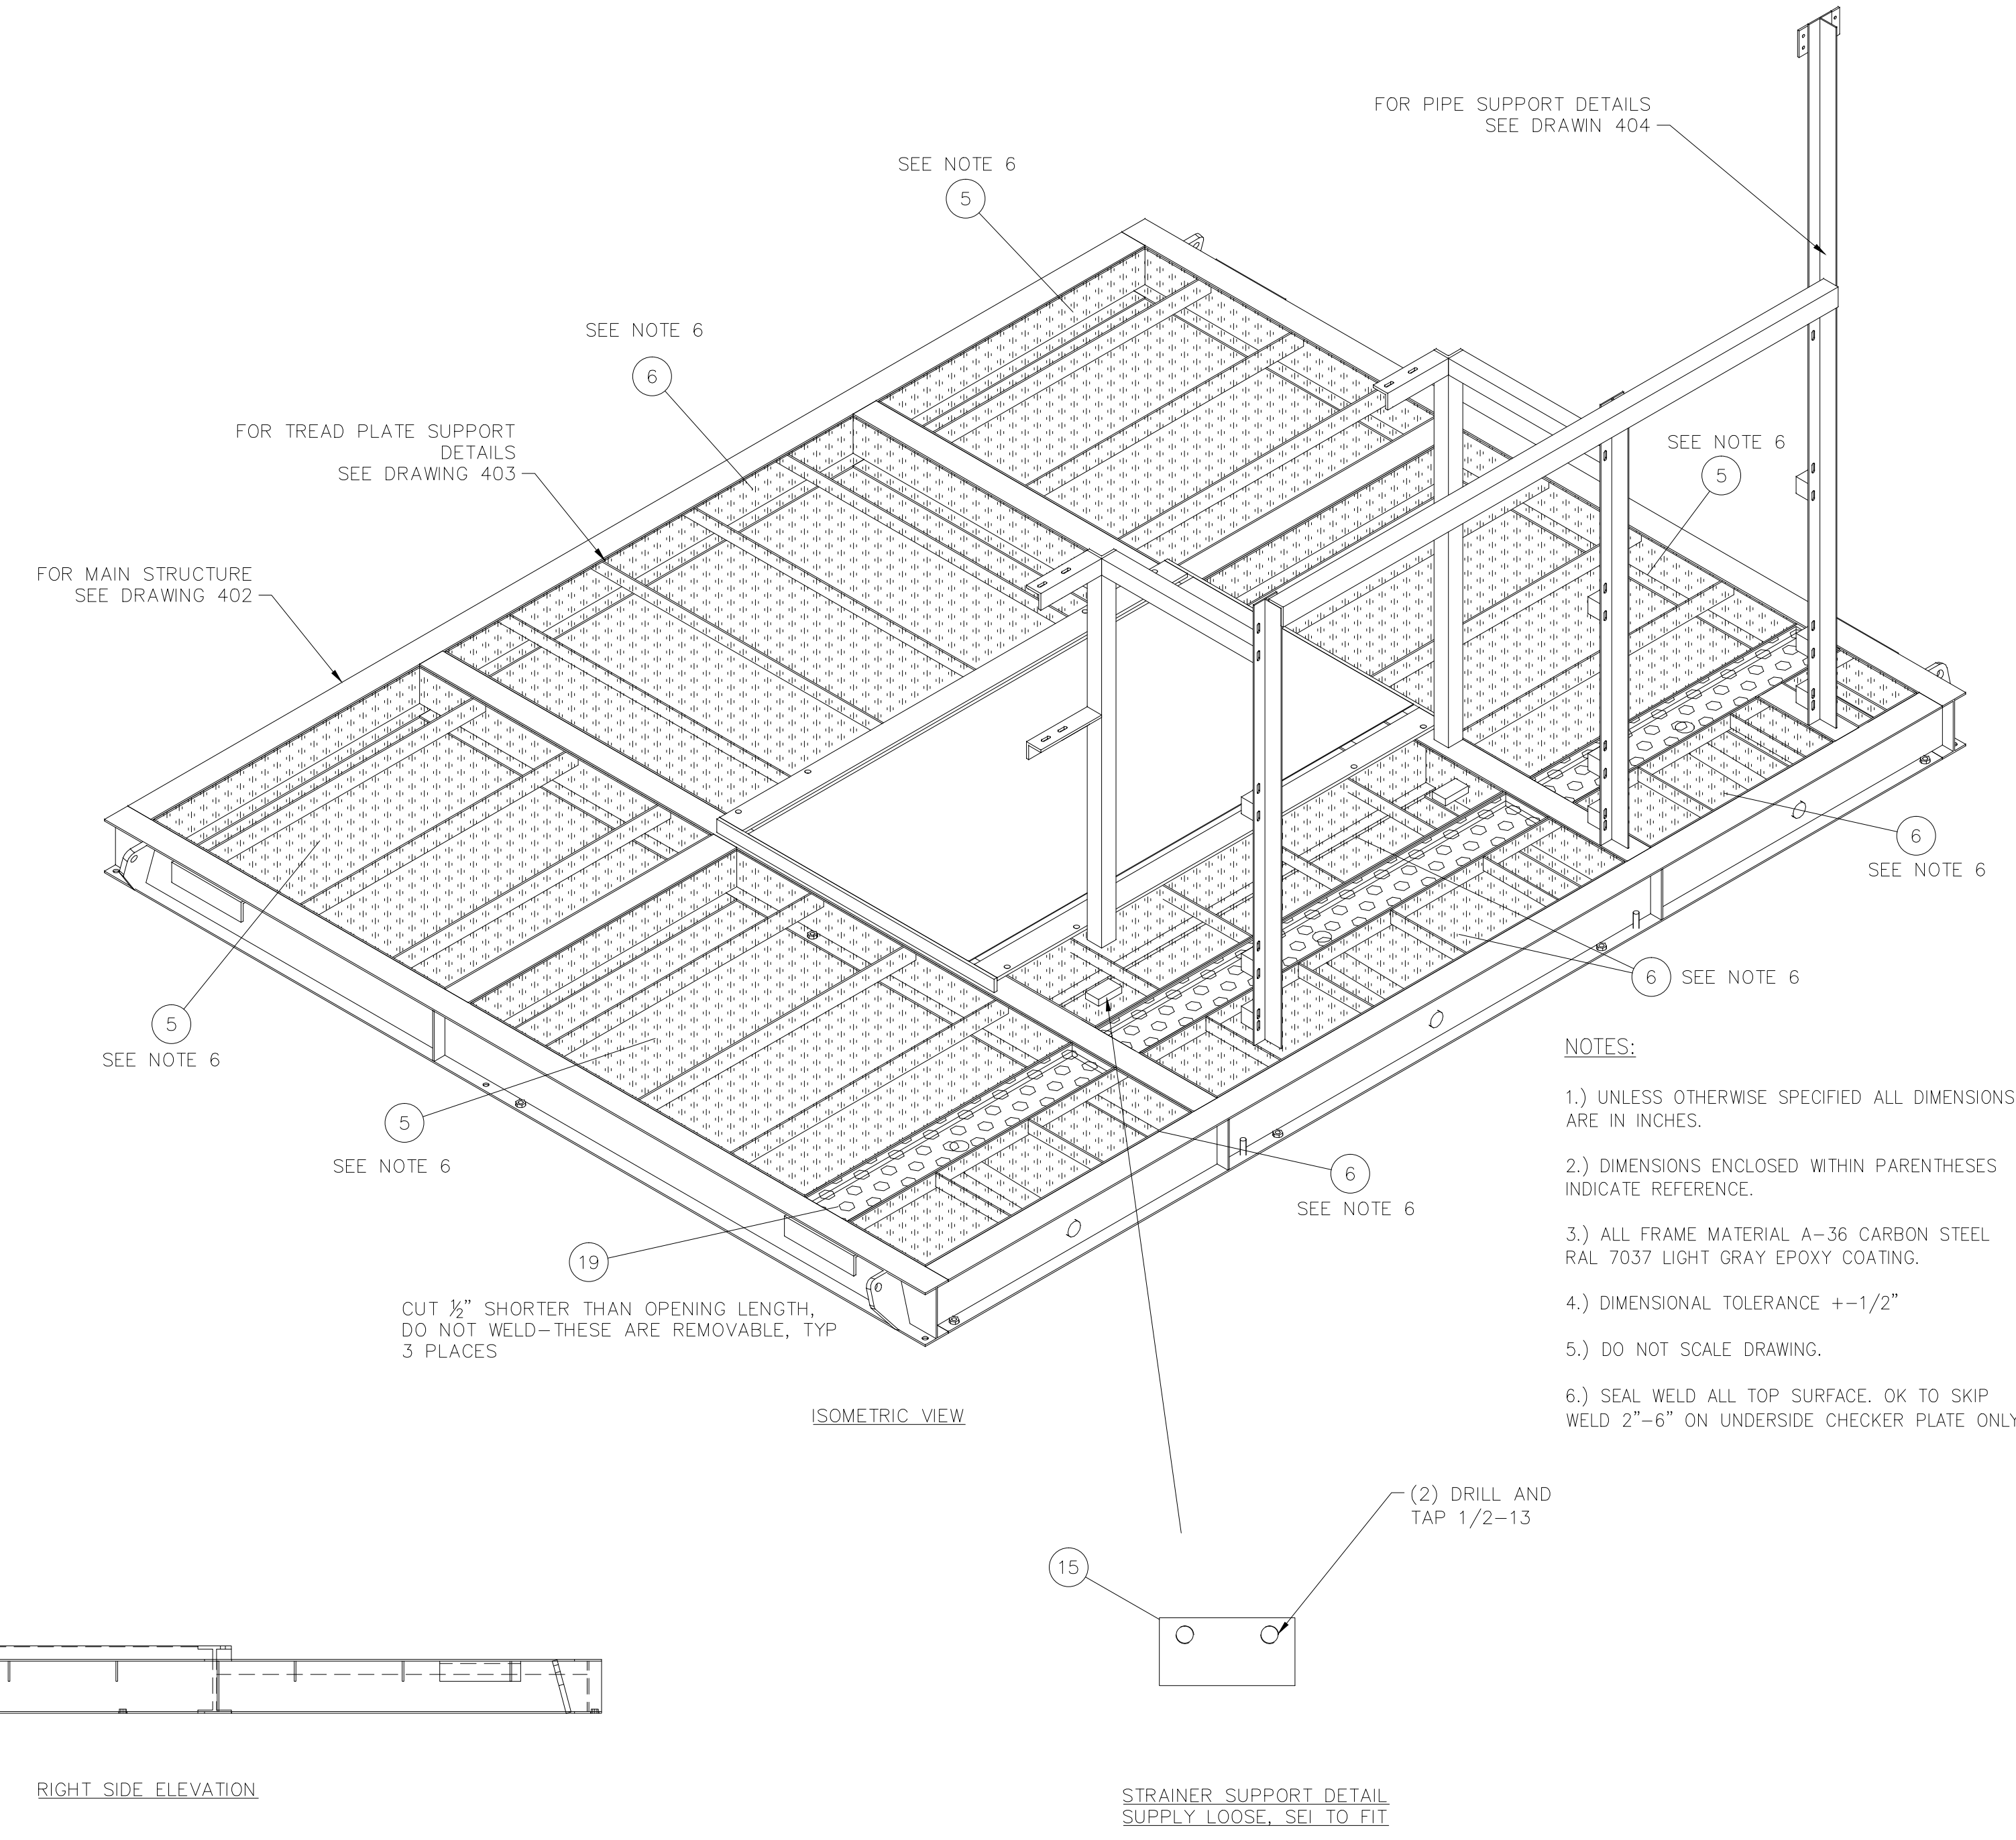 FOR PIPE SUPPORT DETAILS
SEE DRAWIN 404
SEE NOTE 6
5
SEE NOTE 6
6
FOR TREAD PLATE SUPPORT
DETAILS
SEE DRAWING 403
SEE NOTE 6
5
FOR MAIN STRUCTURE
SEE DRAWING 402
6
SEE NOTE 6
6 SEE NOTE 6
5
SEE NOTE 6
5
SEE NOTE 6
6
SEE NOTE 6
19
CUT ½” SHORTER THAN OPENING LENGTH,
DO NOT WELD–THESE ARE REMOVABLE, TYP
3 PLACES
ISOMETRIC VIEW
NOTES:
1.) UNLESS OTHERWISE SPECIFIED ALL DIMENSIONS
ARE IN INCHES.
2.) DIMENSIONS ENCLOSED WITHIN PARENTHESES
INDICATE REFERENCE.
3.) ALL FRAME MATERIAL A–36 CARBON STEEL
RAL 7037 LIGHT GRAY EPOXY COATING.
4.) DIMENSIONAL TOLERANCE +–1/2”
5.) DO NOT SCALE DRAWING.
6.) SEAL WELD ALL TOP SURFACE. OK TO SKIP
WELD 2”–6” ON UNDERSIDE CHECKER PLATE ONLY
(2) DRILL AND
TAP 1/2–13
15
RIGHT SIDE ELEVATION
STRAINER SUPPORT DETAIL
SUPPLY LOOSE, SEI TO FIT